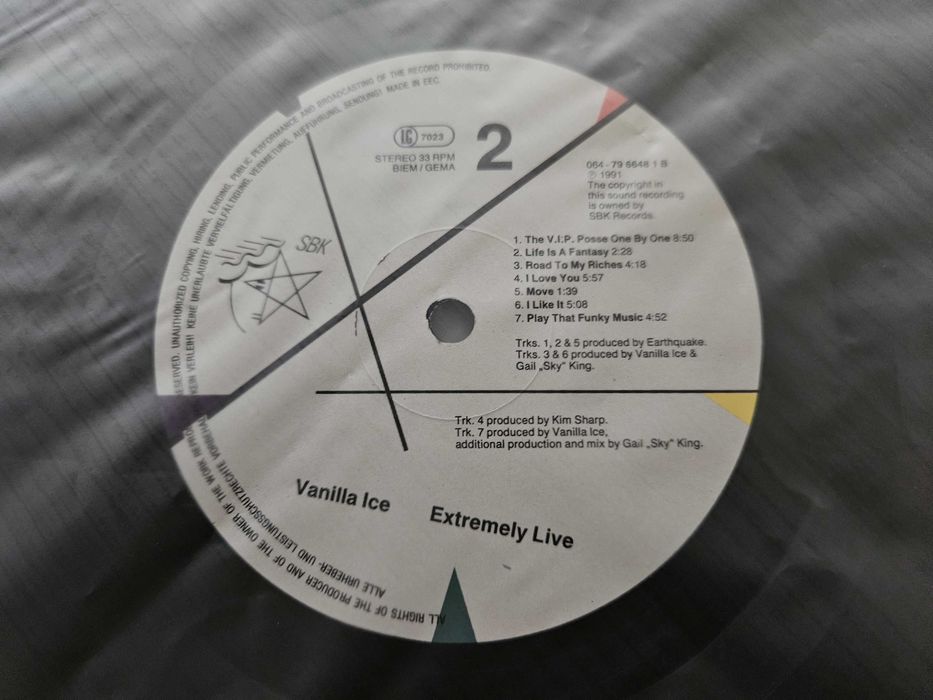 ALL RIGHTS OF THE PRODUCER AND OF THE OWNER OF THE WORK REPRO
ESERVED. UNAUTHORIZED COPYING, HIRING, LENDING, PUBLIC PERFORMANCE AND BROADCASTING OF THE RECORD PROHIBITED.
ALLE URHEBER- UND LEISTUNGSSCHUTZRECHTE VORBEHAL
KEIN VERLEIH! KEINE UNERLAUBTE VERVIELFÄLTIGUNG, VERMIETUNG, AUFFÜHRUNG, SENDUNG! MADE IN EEC.
LC 7023
STEREO 33 RPM
BIEM/GEMA
2
SBK
064-79 6648 1 B
℗ 1991
The copyright in
this sound recording
is owned by
SBK Records.
1. The V.I.P. Posse One By One 8:50
2. Life Is A Fantasy 2:28
3. Road To My Riches 4:18
4. I Love You 5:57
5. Move 1:39
6. I Like It 5:08
7. Play That Funky Music 4:52
Trks. 1, 2 & 5 produced by Earthquake.
Trks. 3 & 6 produced by Vanilla Ice &
Gail „Sky" King.
Trk. 4 produced by Kim Sharp.
Trk. 7 produced by Vanilla Ice,
additional production and mix by Gail „Sky" King.
Vanilla Ice Extremely Live